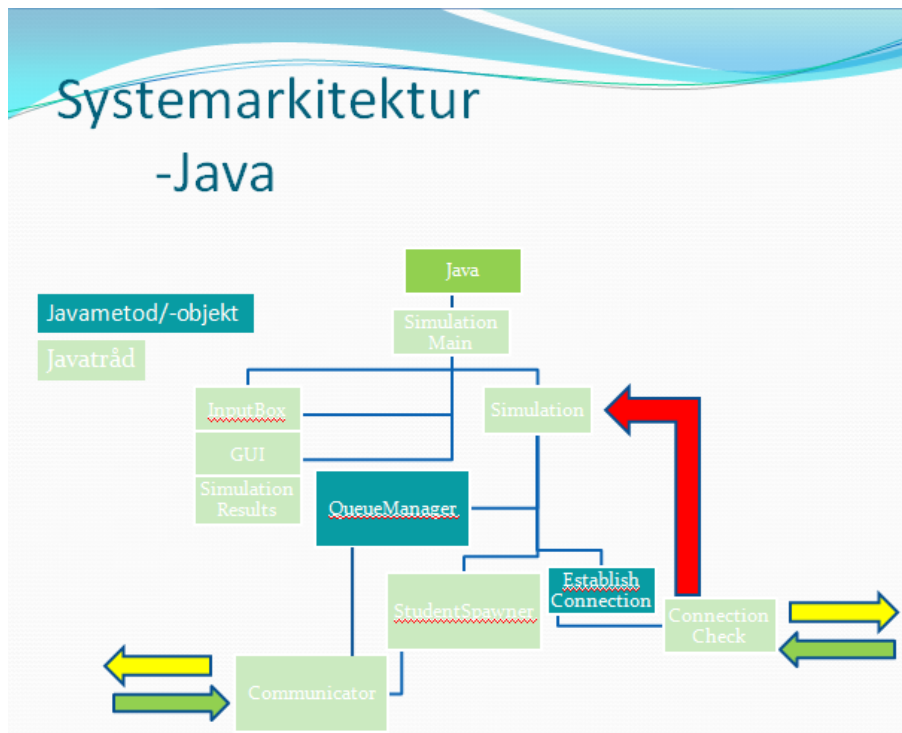 Systemarkitektur
-Java
Java
Javametod/-objekt
Simulation
Main
Javatråd
InputBox
Simulation
GUI
Simulation
Results
QueueManager
Establish
Connection
StudentSpawner
Connection
Check
Communicator